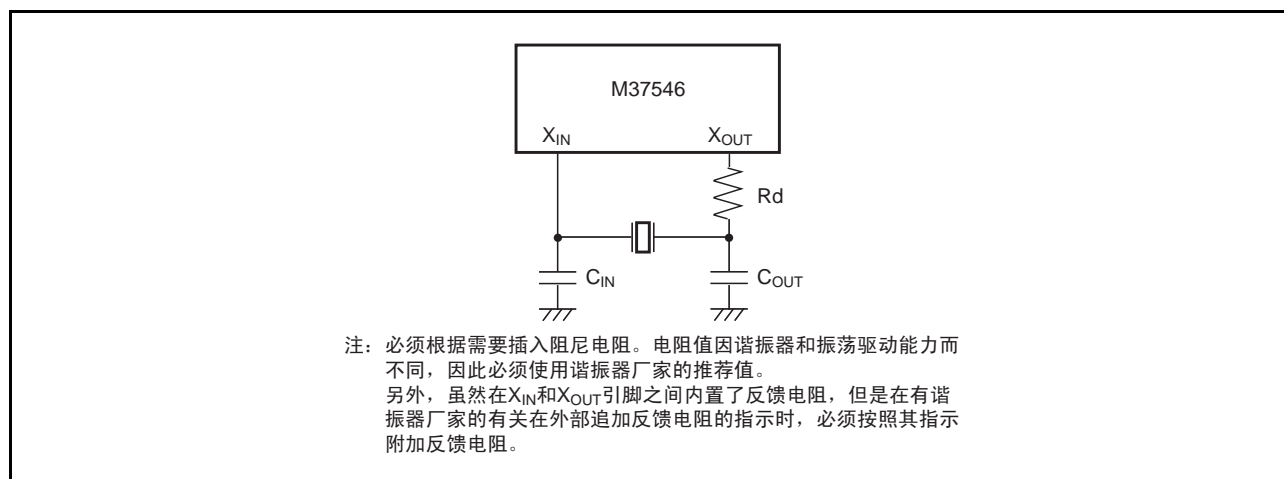 M37546
XIN XOUT
Rd
CIN COUT
注：必须根据需要插入阻尼电阻。电阻值因谐振器和振荡驱动能力而
不同，因此必须使用谐振器厂家的推荐值。
另外，虽然在XIN和XOUT引脚之间内置了反馈电阻，但是在有谐
振器厂家的有关在外部追加反馈电阻的指示时，必须按照其指示
附加反馈电阻。